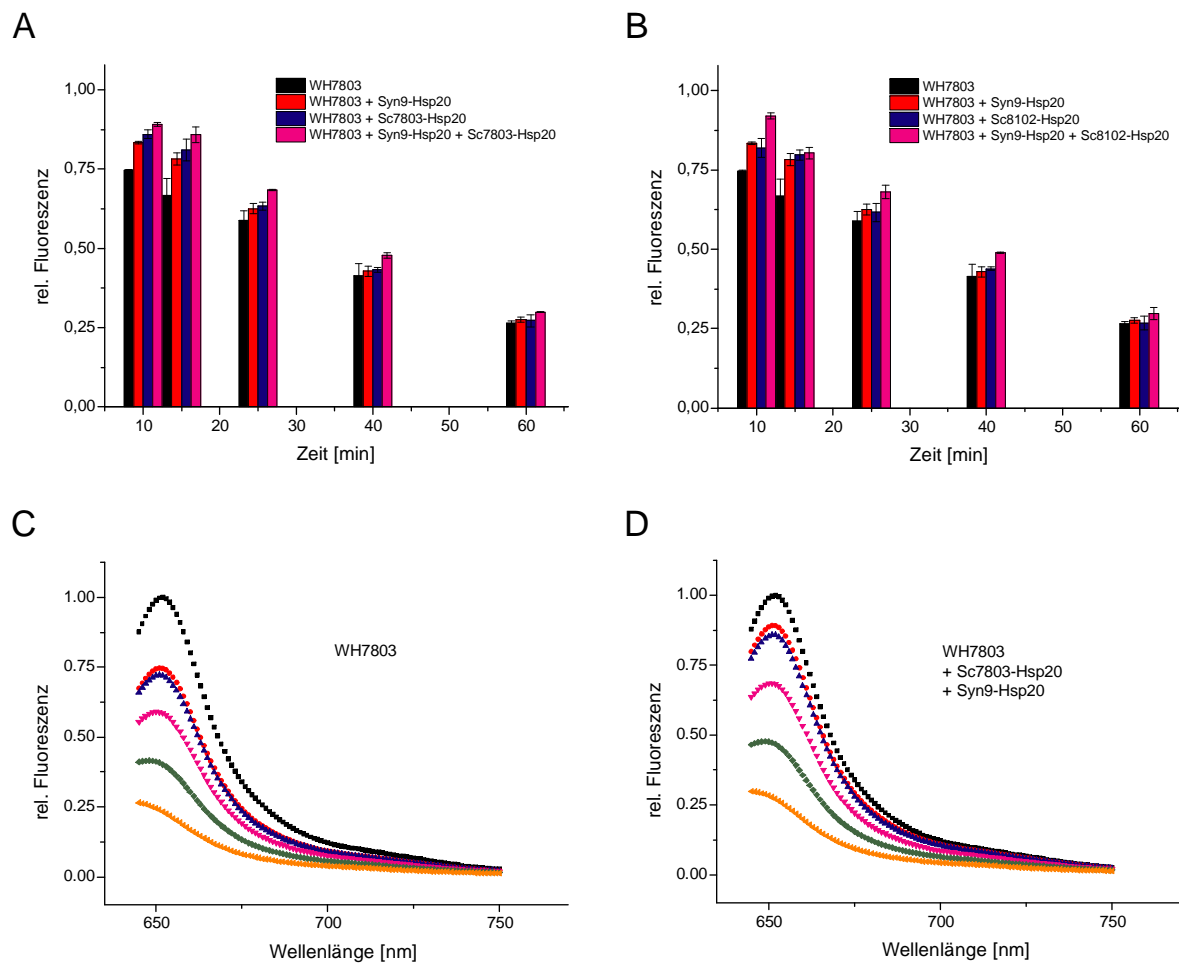 A
B
1,00
0,75
0,50
0,25
0,00
rel. Fluoreszenz
WH7803
WH7803 + Syn9-Hsp20
WH7803 + Sc7803-Hsp20
WH7803 + Syn9-Hsp20 + Sc7803-Hsp20
10 20 30 40 50 60
Zeit [min]
1,00
0,75
0,50
0,25
0,00
rel. Fluoreszenz
WH7803
WH7803 + Syn9-Hsp20
WH7803 + Sc8102-Hsp20
WH7803 + Syn9-Hsp20 + Sc8102-Hsp20
10 20 30 40 50 60
Zeit [min]
C
D
1.00
0.75
0.50
0.25
0.00
rel. Fluoreszenz
WH7803
650 700 750
Wellenlänge [nm]
1.00
0.75
0.50
0.25
0.00
rel. Fluoreszenz
WH7803
+ Sc7803-Hsp20
+ Syn9-Hsp20
650 700 750
Wellenlänge [nm]